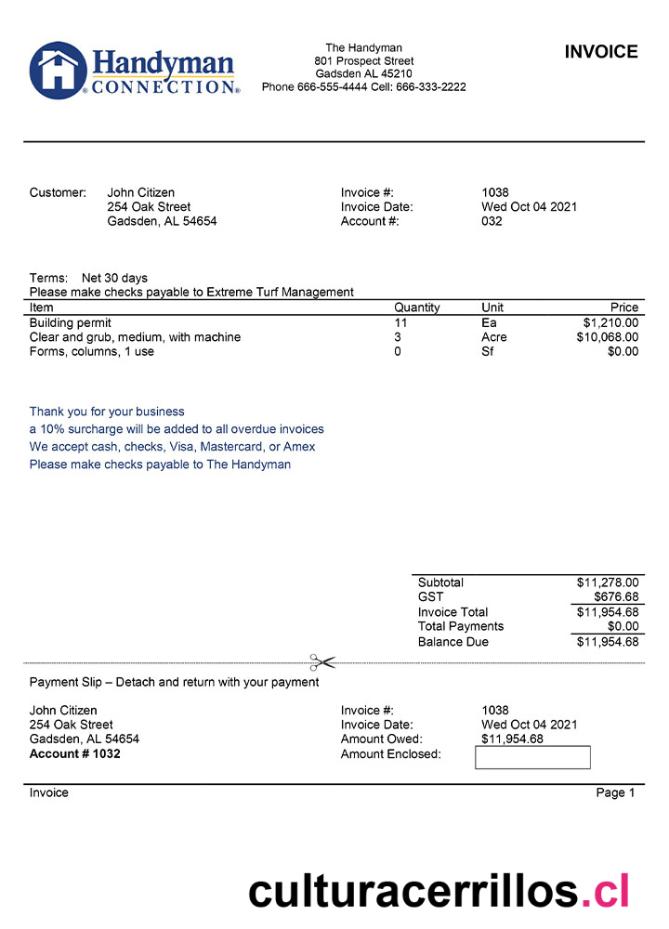 Handyman
CONNECTION®
The Handyman
801 Prospect Street
Gadsden AL 45210
Phone 666-555-4444 Cell: 666-333-2222
INVOICE
Customer: John Citizen
254 Oak Street
Gadsden, AL 54654
Invoice #: 1038
Invoice Date: Wed Oct 04 2021
Account #: 032
Terms: Net 30 days
Please make checks payable to Extreme Turf Management
Item Quantity Unit Price
Building permit 11 Ea $1,210.00
Clear and grub, medium, with machine 3 Acre $10,068.00
Forms, columns, 1 use 0 Sf $0.00
Thank you for your business
a 10% surcharge will be added to all overdue invoices
We accept cash, checks, Visa, Mastercard, or Amex
Please make checks payable to The Handyman
Subtotal $11,278.00
GST $676.68
Invoice Total $11,954.68
Total Payments $0.00
Balance Due $11,954.68
Payment Slip – Detach and return with your payment
John Citizen
254 Oak Street
Gadsden, AL 54654
Account # 1032
Invoice #: 1038
Invoice Date: Wed Oct 04 2021
Amount Owed: $11,954.68
Amount Enclosed:
Invoice Page 1
culturacerrillos.cl